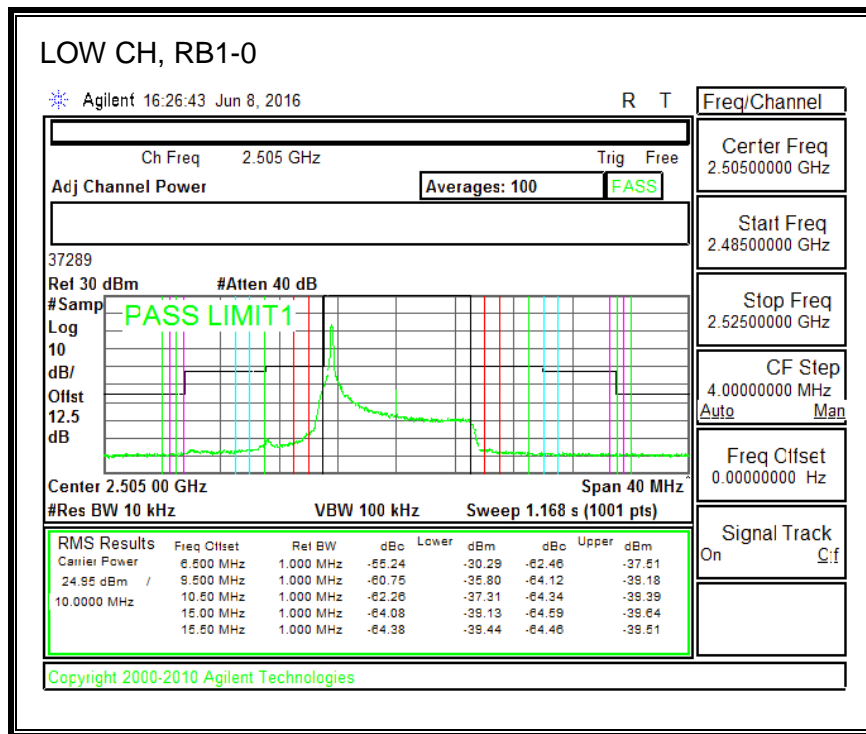 LOW CH, RB1-0
Agilent 16:26:43 Jun 8, 2016 R T
Freq/Channel
Ch Freq 2.505 GHz Trig Free
Adj Channel Power Averages: 100 PASS
Center Freq
2.50500000 GHz
Start Freq
2.48500000 GHz
Stop Freq
2.52500000 GHz
CF Step
4.00000000 MHz
Auto Man
Freq Offset
0.00000000 Hz
Signal Track
On Off
37289
Ref 30 dBm #Atten 40 dB
#Samp
Log
10
dB/
Offst
12.5
dB
PASS LIMIT1
Center 2.505 00 GHz Span 40 MHz
#Res BW 10 kHz VBW 100 kHz Sweep 1.168 s (1001 pts)
RMS Results Freq Offset Ref BW dBc Lower dBm dBc Upper dBm
Carrier Power 6.500 MHz 1.000 MHz -55.24 -30.29 -62.46 -37.51
24.95 dBm / 9.500 MHz 1.000 MHz -60.75 -35.80 -64.12 -39.18
10.0000 MHz 10.50 MHz 1.000 MHz -62.26 -37.31 -64.34 -39.39
15.00 MHz 1.000 MHz -64.08 -39.13 -64.59 -39.64
15.50 MHz 1.000 MHz -64.38 -39.44 -64.46 -39.51
Copyright 2000-2010 Agilent Technologies